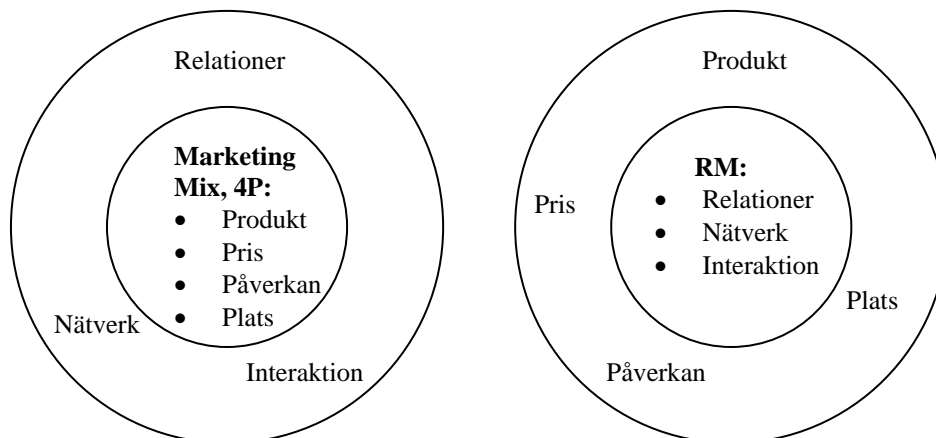 Relationer
Marketing
Mix, 4P:
• Produkt
• Pris
• Påverkan
• Plats
Nätverk
Interaktion
Produkt
RM:
• Relationer
• Nätverk
• Interaktion
Pris
Plats
Påverkan